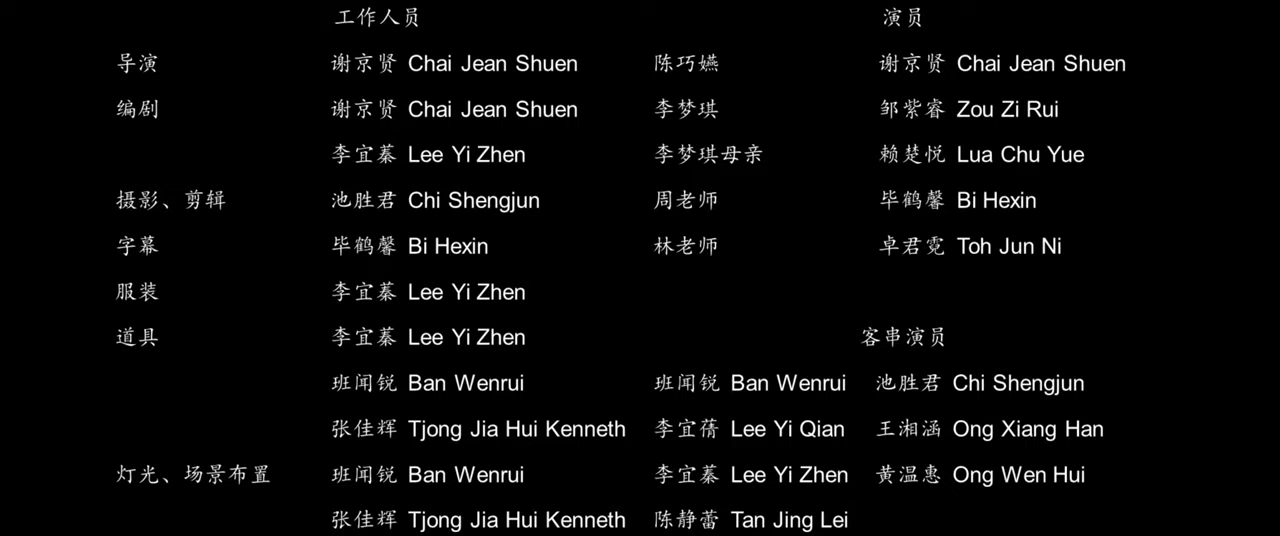 工作人员 演员
导演 谢京贤 Chai Jean Shuen 陈巧嬿 谢京贤 Chai Jean Shuen
编剧 谢京贤 Chai Jean Shuen 李梦琪 邹紫睿 Zou Zi Rui
李宜蓁 Lee Yi Zhen 李梦琪母亲 赖楚悦 Lua Chu Yue
摄影、剪辑 池胜君 Chi Shengjun 周老师 毕鹤馨 Bi Hexin
字幕 毕鹤馨 Bi Hexin 林老师 卓君霓 Toh Jun Ni
服装 李宜蓁 Lee Yi Zhen
道具 李宜蓁 Lee Yi Zhen 客串演员
班闻锐 Ban Wenrui 班闻锐 Ban Wenrui 池胜君 Chi Shengjun
张佳辉 Tjong Jia Hui Kenneth 李宜蒨 Lee Yi Qian 王湘涵 Ong Xiang Han
灯光、场景布置 班闻锐 Ban Wenrui 李宜蓁 Lee Yi Zhen 黄温惠 Ong Wen Hui
张佳辉 Tjong Jia Hui Kenneth 陈静蕾 Tan Jing Lei